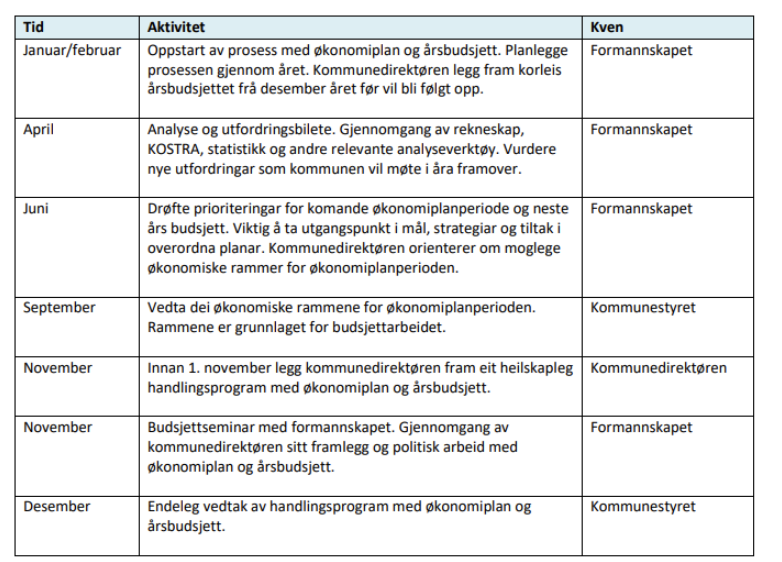 Tid Aktivitet Kven
Januar/februar Oppstart av prosess med økonomiplan og årsbudsjett. Planlegge Formannskapet
prosessen gjennom året. Kommunedirektøren legg fram korleis
årsbudsjettet frå desember året før vil bli følgt opp.
April Analyse og utfordringsbilete. Gjennomgang av rekneskap, Formannskapet
KOSTRA, statistikk og andre relevante analyseverktøy. Vurdere
nye utfordringar som kommunen vil møte i åra framover.
Juni Drøfte prioriteringar for komande økonomiplanperiode og neste Formannskapet
års budsjett. Viktig å ta utgangspunkt i mål, strategiar og tiltak i
overordna planar. Kommunedirektøren orienterer om moglege
økonomiske rammer for økonomiplanperioden.
September Vedta dei økonomiske rammene for økonomiplanperioden. Kommunestyret
Rammene er grunnlaget for budsjettarbeidet.
November Innan 1. november legg kommunedirektøren fram eit heilskapleg Kommunedirektøren
handlingsprogram med økonomiplan og årsbudsjett.
November Budsjettseminar med formannskapet. Gjennomgang av Formannskapet
kommunedirektøren sitt framlegg og politisk arbeid med
økonomiplan og årsbudsjett.
Desember Endeleg vedtak av handlingsprogram med økonomiplan og Kommunestyret
årsbudsjett.